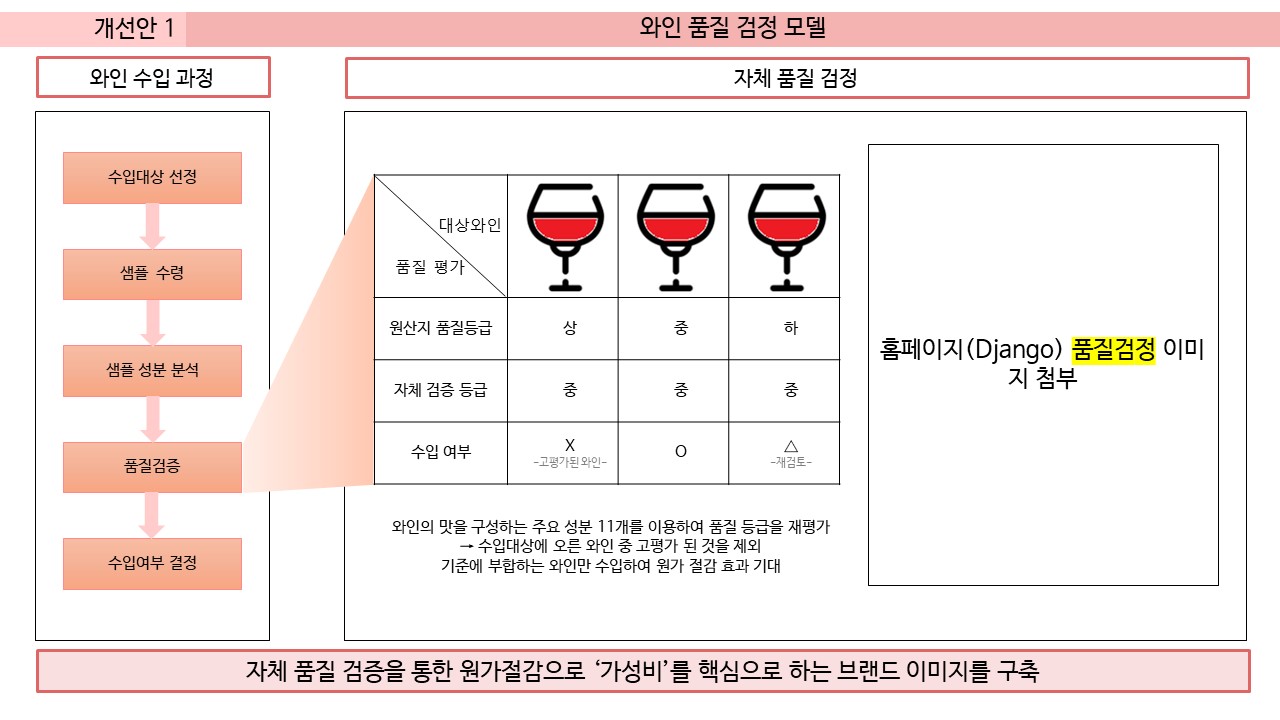 개선안 1
와인 품질 검정 모델
와인 수입 과정
자체 품질 검정
수입대상 선정
샘플 수령
샘플 성분 분석
품질검증
수입여부 결정
대상와인
품질 평가
원산지 품질등급 상 중 하
자체 검증 등급 중 중 중
수입 여부 X O △
-고평가된 와인- -재검토-
와인의 맛을 구성하는 주요 성분 11개를 이용하여 품질 등급을 재평가
→ 수입대상에 오른 와인 중 고평가 된 것을 제외
기준에 부합하는 와인만 수입하여 원가 절감 효과 기대
홈페이지(Django) 품질검정 이미
지 첨부
자체 품질 검증을 통한 원가절감으로 ‘가성비’를 핵심으로 하는 브랜드 이미지를 구축